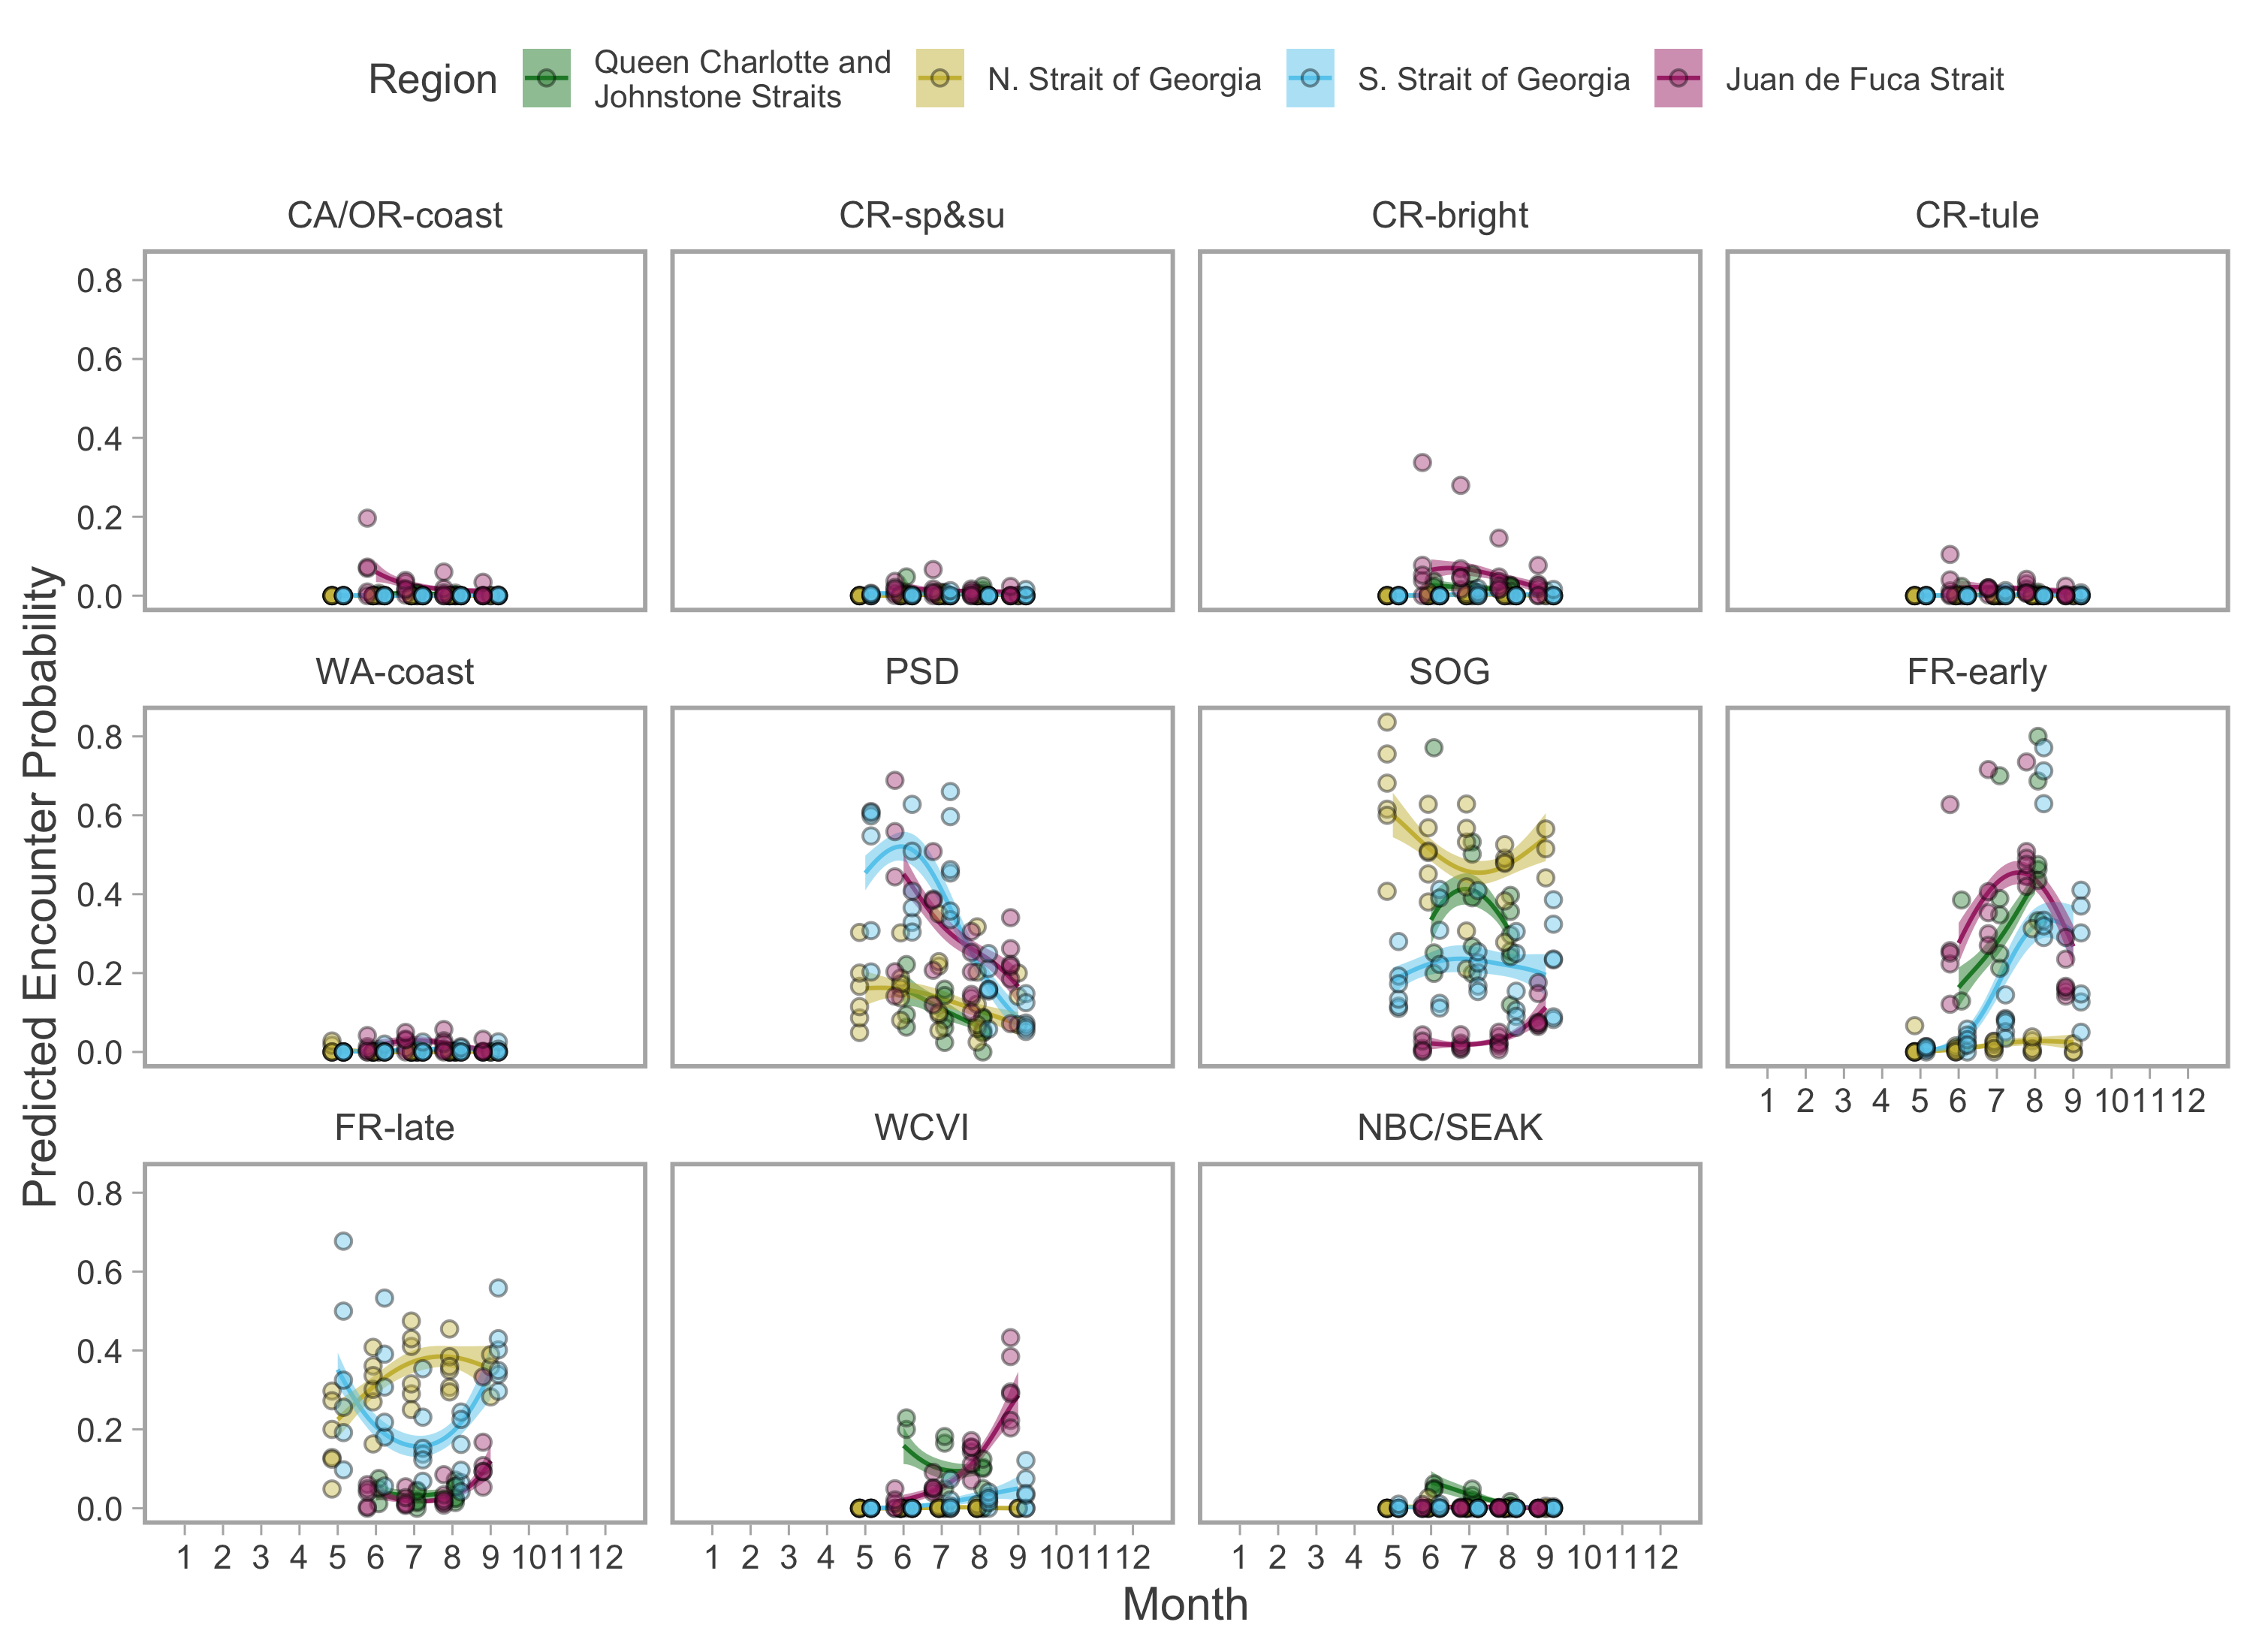 Region
Queen Charlotte and
Johnstone Straits
N. Strait of Georgia
S. Strait of Georgia
Juan de Fuca Strait
CA/OR-coast
CR-sp&su
CR-bright
CR-tule
0.8
0.6
0.4
0.2
0.0
WA-coast
PSD
SOG
FR-early
0.8
0.6
0.4
0.2
0.0
1 2 3 4 5 6 7 8 9 10 11 12
FR-late
WCVI
NBC/SEAK
0.8
0.6
0.4
0.2
0.0
1 2 3 4 5 6 7 8 9 10 11 12
1 2 3 4 5 6 7 8 9 10 11 12
1 2 3 4 5 6 7 8 9 10 11 12
Predicted Encounter Probability
Month